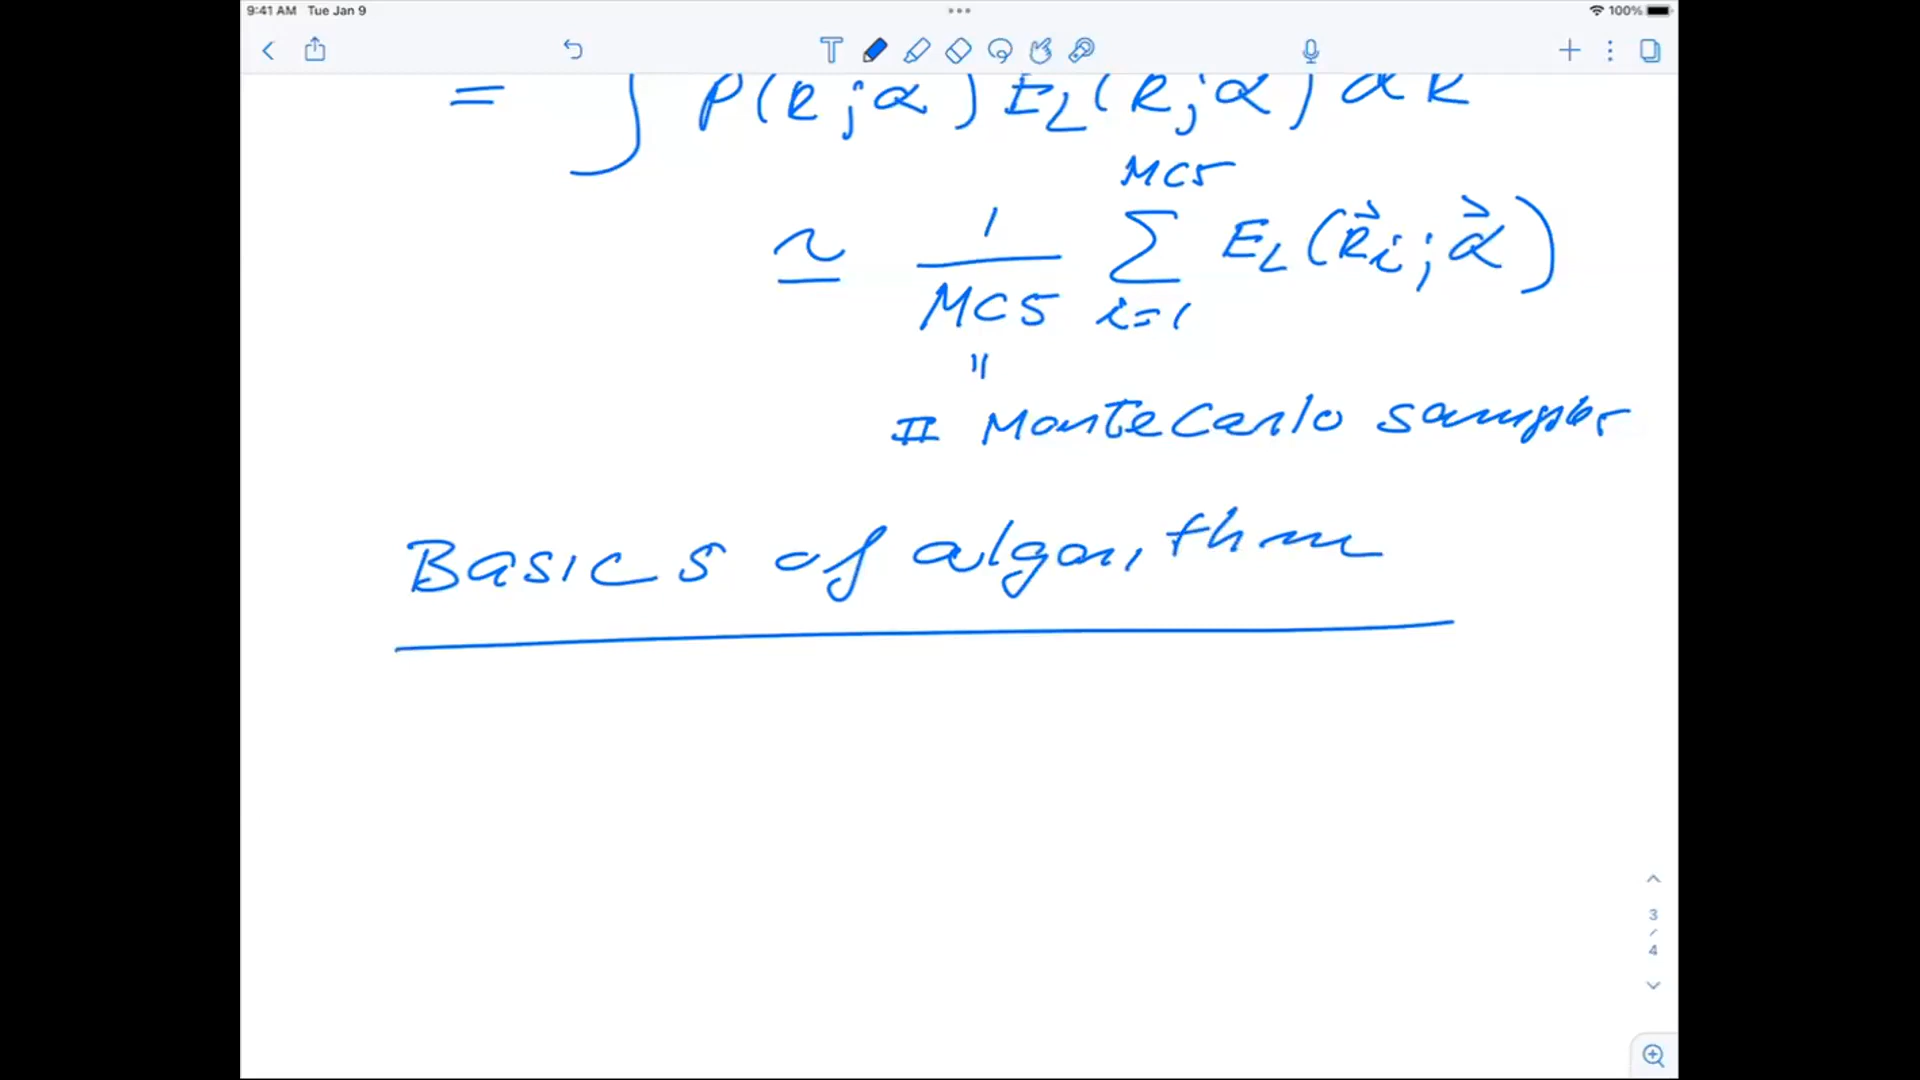 9:41 AM Tue Jan 9
100%
= ∫ P(R;α) E_L(R;α) dR
MCS
≃ 1/MCS Σ E_L(R⃗_i; α⃗)
i=1
"
# Monte Carlo samples
Basics of algorithm
3
/
4